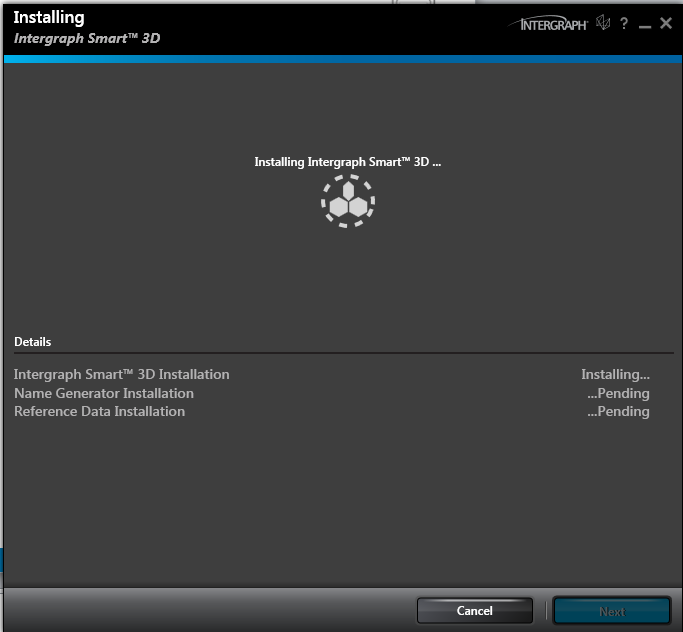 Installing
Intergraph Smart™ 3D
INTERGRAPH ?
Installing Intergraph Smart™ 3D ...
Details
Intergraph Smart™ 3D Installation Installing...
Name Generator Installation ...Pending
Reference Data Installation ...Pending
Cancel Next